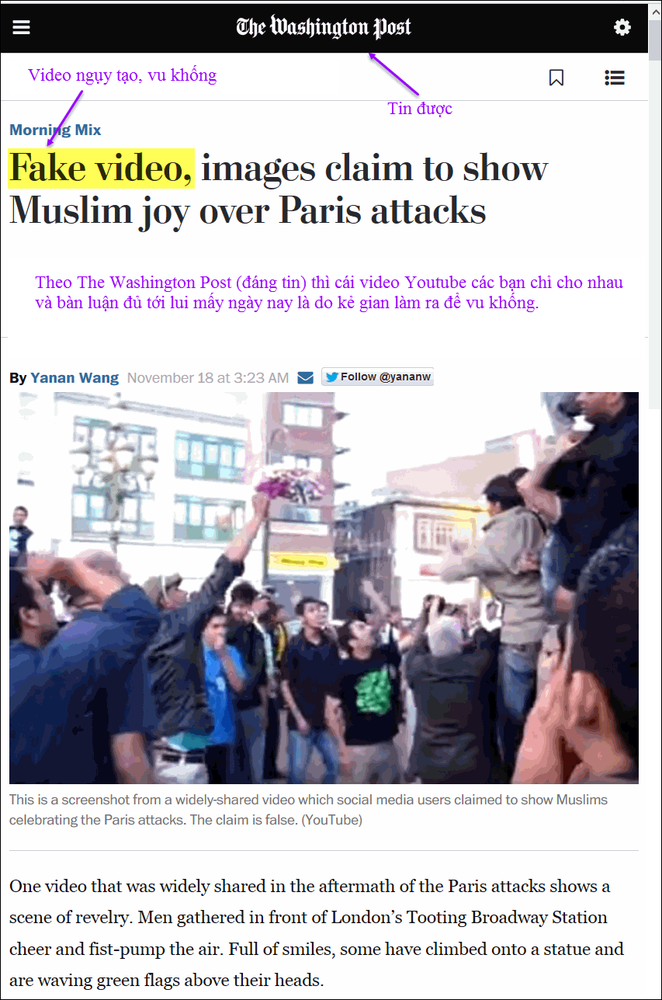 The Washington Post
Video ngụy tạo, vu khống
Tin được
Morning Mix
Fake video, images claim to show
Muslim joy over Paris attacks
Theo The Washington Post (đáng tin) thì cái video Youtube các bạn chỉ cho nhau
và bàn luận đủ tới lui mấy ngày nay là do kẻ gian làm ra để vu khống.
By Yanan Wang November 18 at 3:23 AM Follow @yananw
This is a screenshot from a widely-shared video which social media users claimed to show Muslims
celebrating the Paris attacks. The claim is false. (YouTube)
One video that was widely shared in the aftermath of the Paris attacks shows a
scene of revelry. Men gathered in front of London’s Tooting Broadway Station
cheer and fist-pump the air. Full of smiles, some have climbed onto a statue and
are waving green flags above their heads.